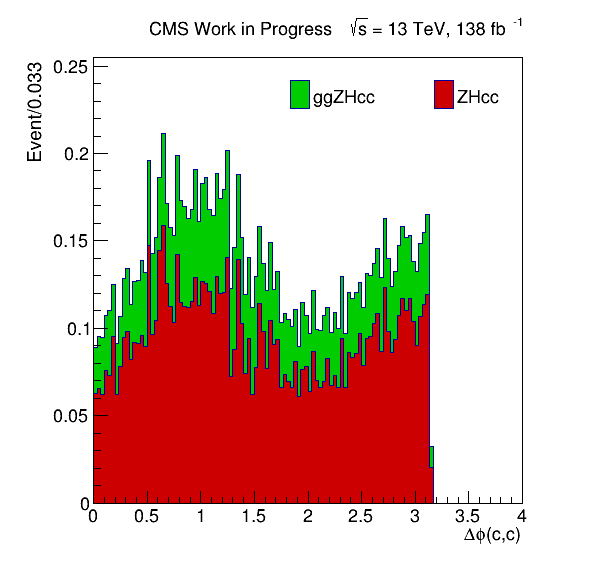 CMS Work in Progress √s = 13 TeV, 138 fb -1
Event/0.033
ggZHcc ZHcc
0.25
0.2
0.15
0.1
0.05
0
0 0.5 1 1.5 2 2.5 3 3.5 4
Δϕ(c,c)